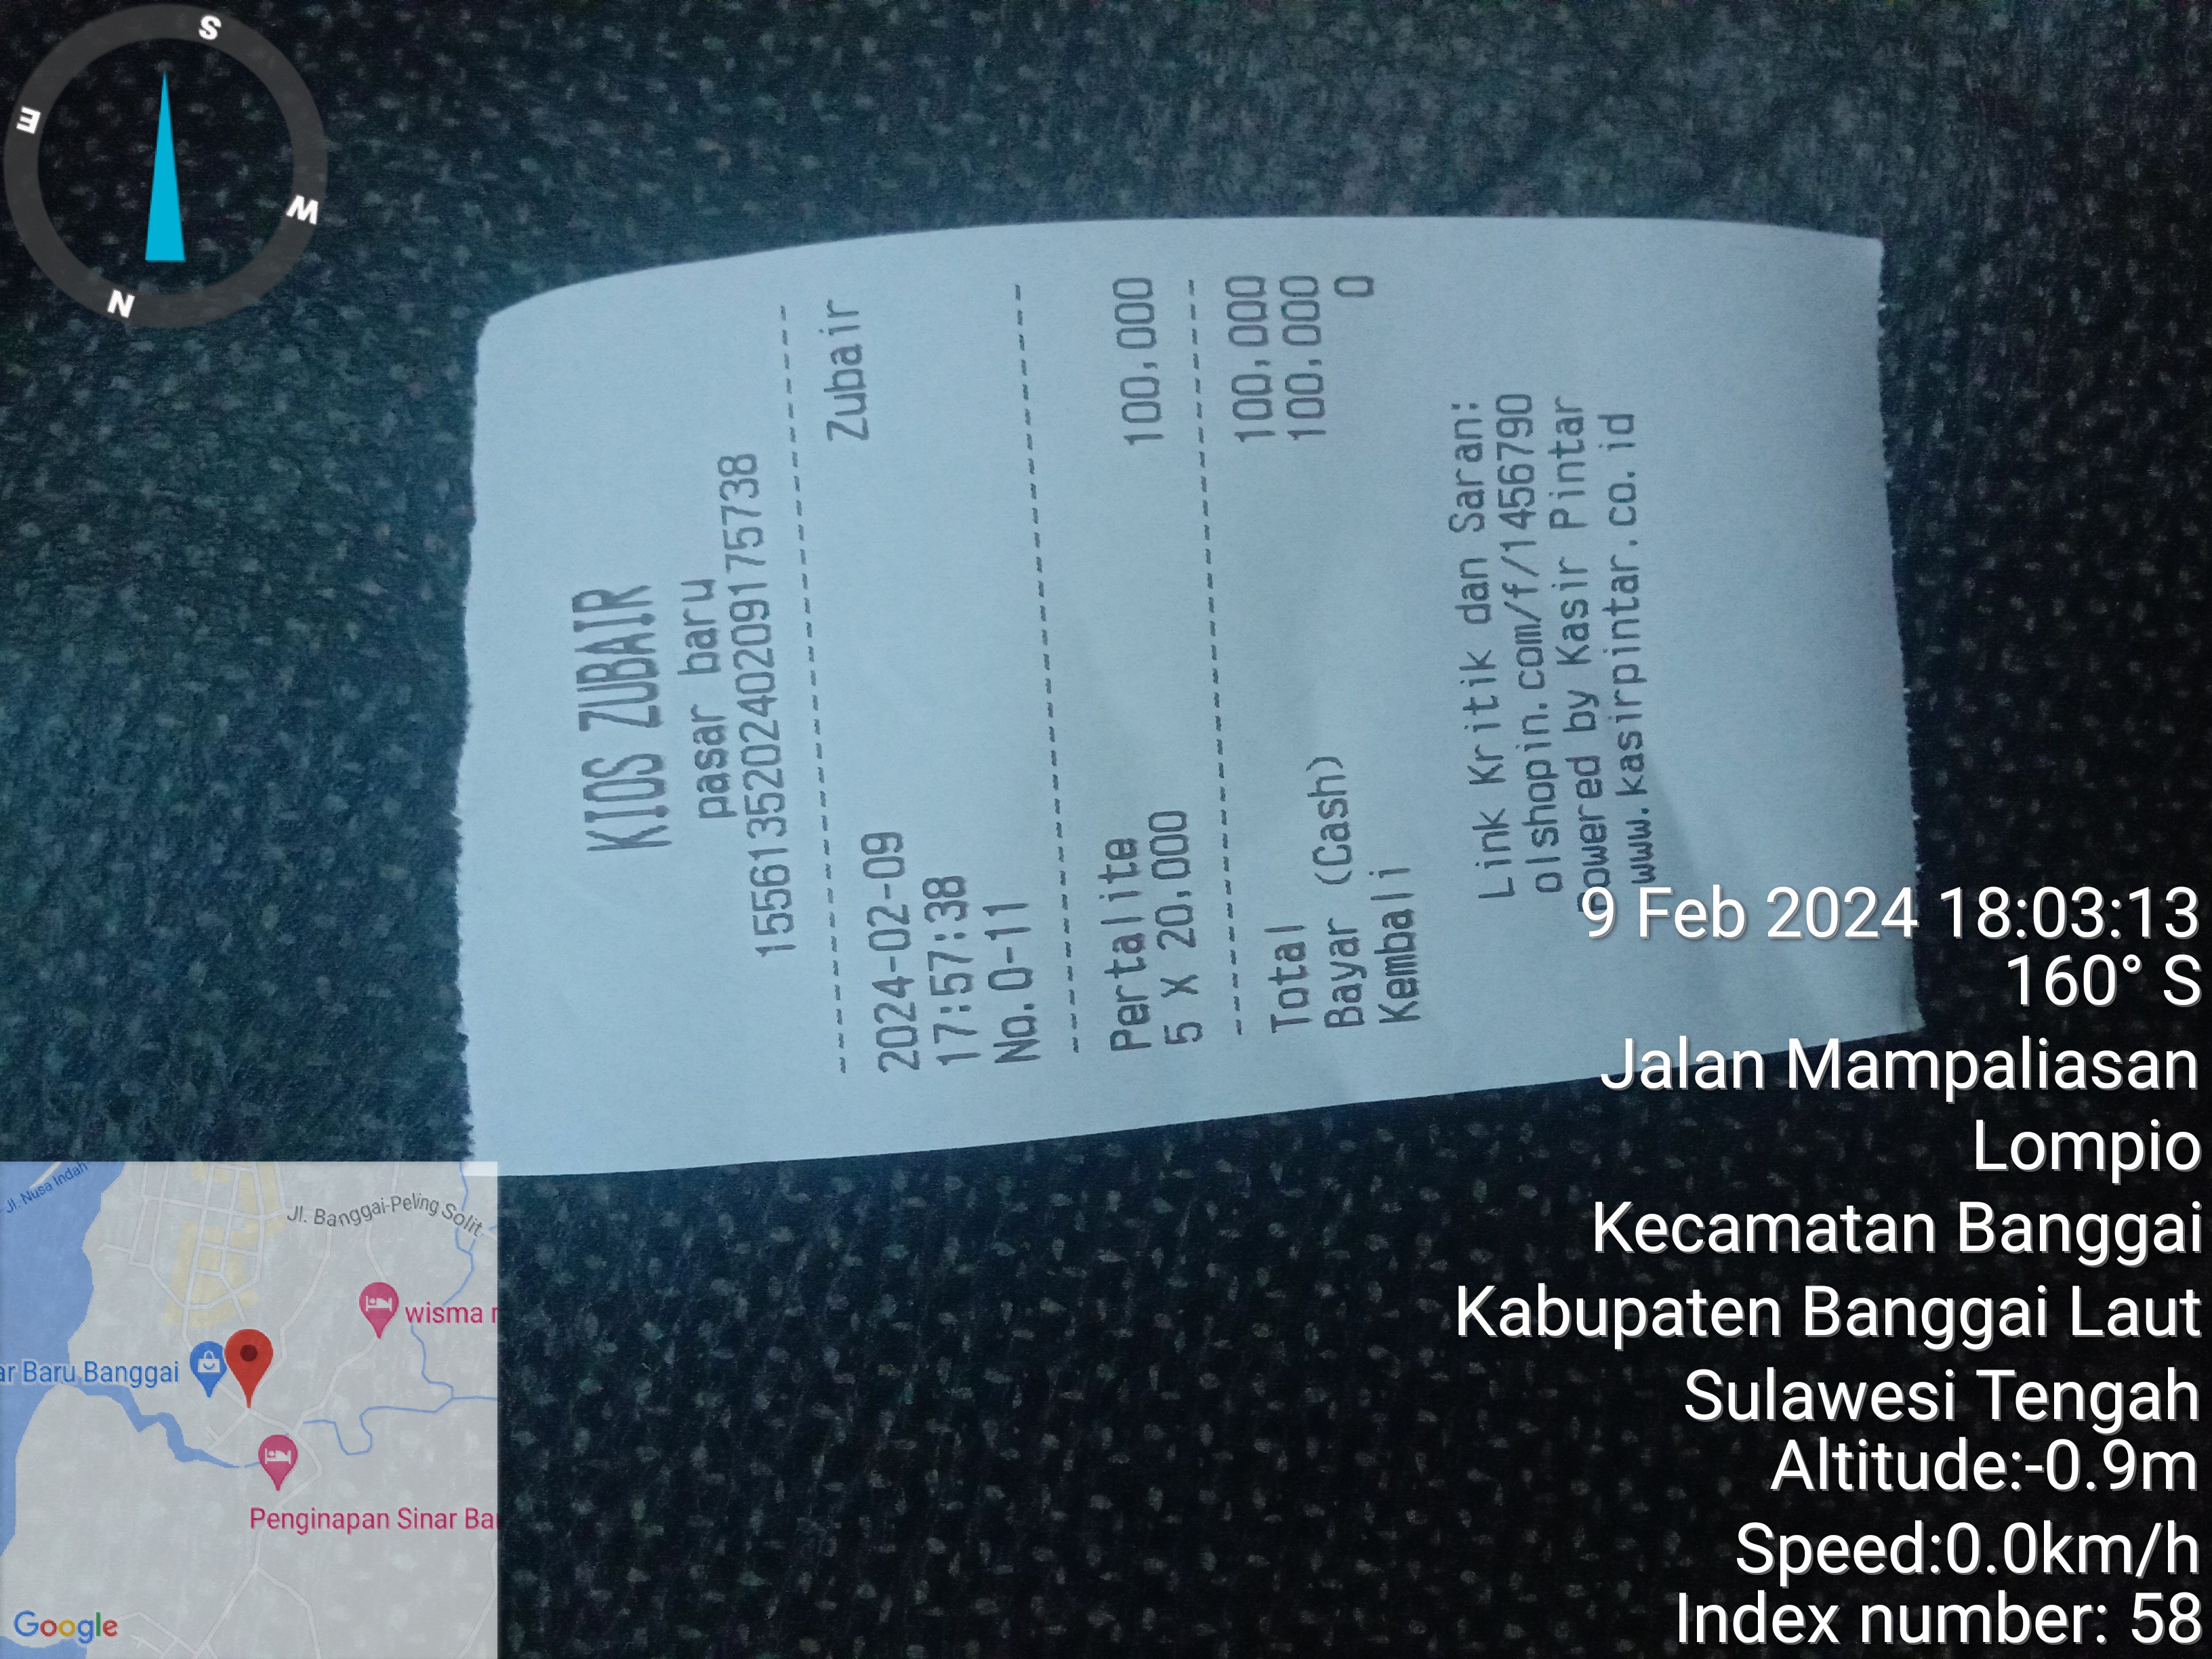 KIOS ZUBAIR
pasar baru
1556135202402091757​38
Zubair
2024-02-09
17:57:38
No.0-11
Pertalite
5 X 20,000 100,000
Total 100,000
Bayar (Cash) 100,000
Kembali 0
Link Kritik dan Saran:
olshopin.com/f/1456790
Powered by Kasir Pintar
www.kasirpintar.co.id
S
E
W
N
9 Feb 2024 18:03:13
160° S
Jalan Mampaliasan
Lompio
Kecamatan Banggai
Kabupaten Banggai Laut
Sulawesi Tengah
Altitude:-0.9m
Speed:0.0km/h
Index number: 58
Jl. Nusa Indah
Jl. Banggai-Peling Solit
wisma r
ar Baru Banggai
Penginapan Sinar Ba
Google